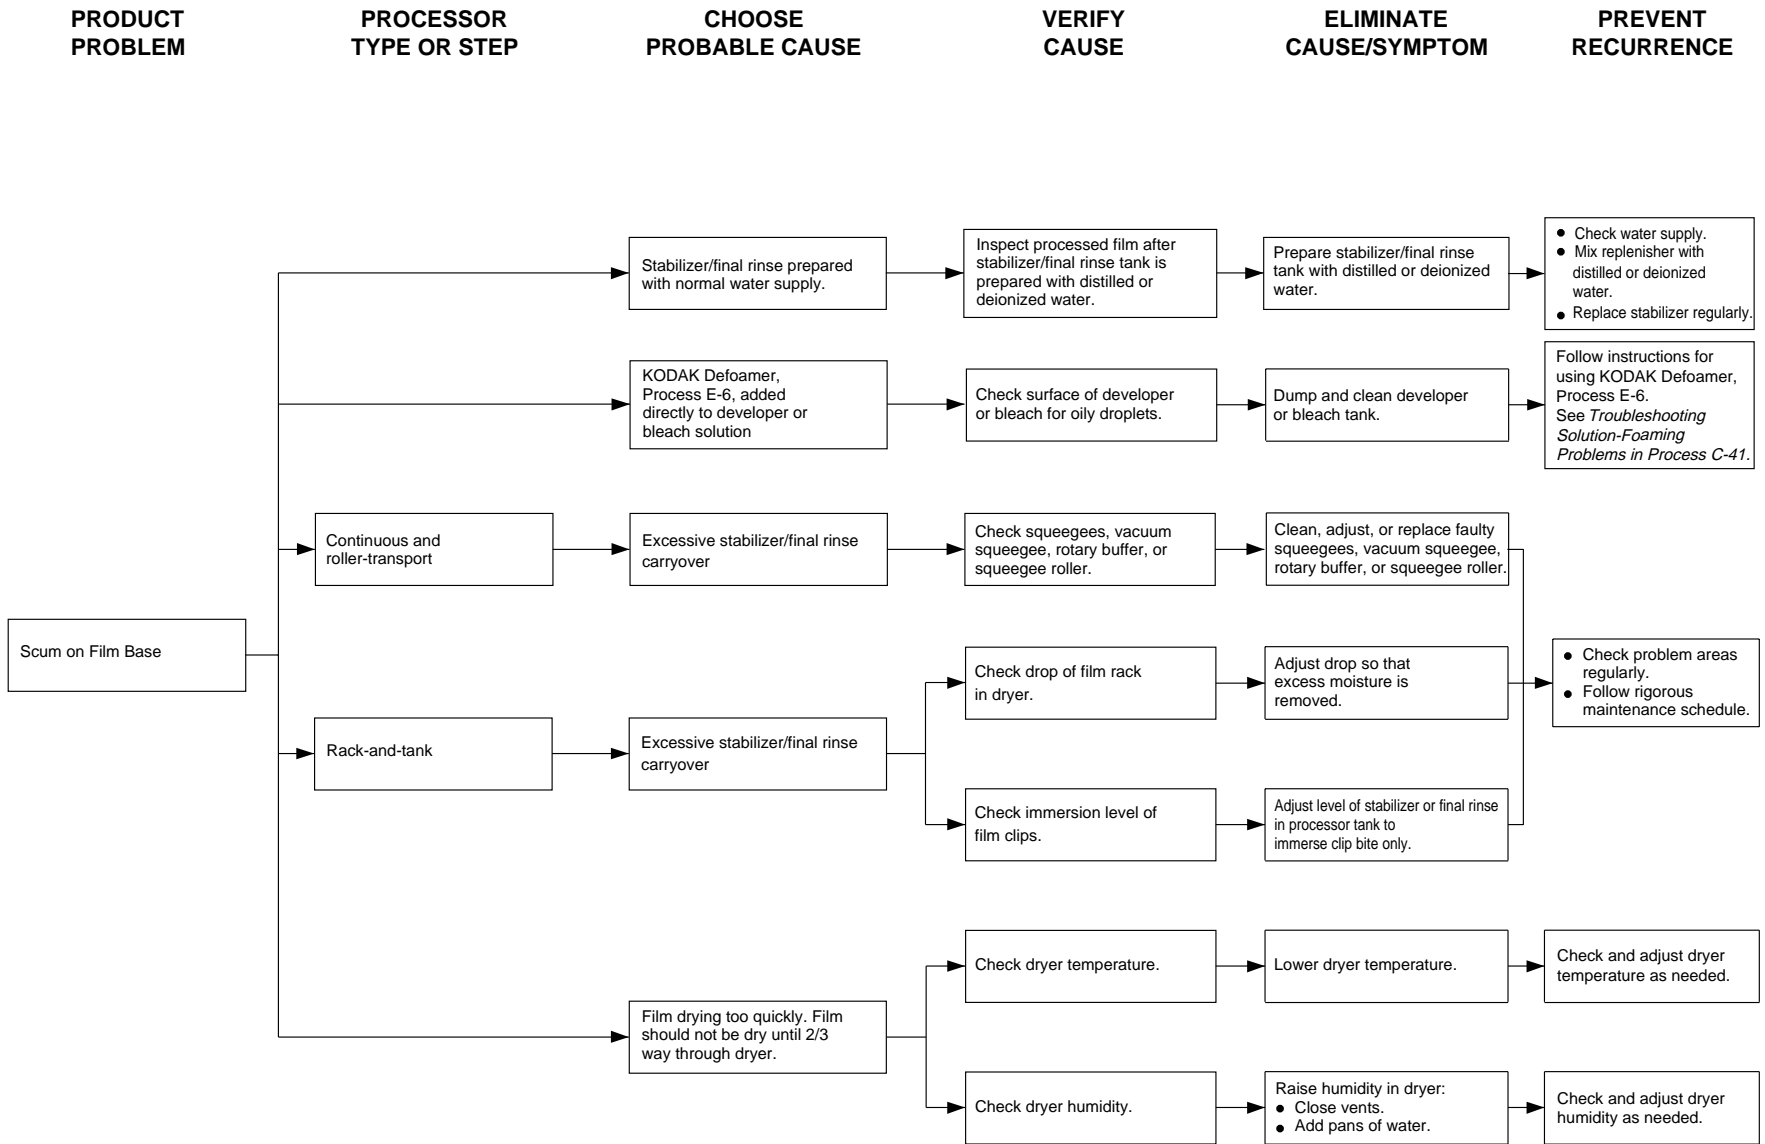 PRODUCT
PROBLEM
PROCESSOR
TYPE OR STEP
CHOOSE
PROBABLE CAUSE
VERIFY
CAUSE
ELIMINATE
CAUSE/SYMPTOM
PREVENT
RECURRENCE
Scum on Film Base
Stabilizer/final rinse prepared
with normal water supply.
Inspect processed film after
stabilizer/final rinse tank is
prepared with distilled or
deionized water.
Prepare stabilizer/final rinse
tank with distilled or deionized
water.
● Check water supply.
● Mix replenisher with
distilled or deionized
water.
● Replace stabilizer regularly.
KODAK Defoamer,
Process E-6, added
directly to developer or
bleach solution
Check surface of developer
or bleach for oily droplets.
Dump and clean developer
or bleach tank.
Follow instructions for
using KODAK Defoamer,
Process E-6.
See Troubleshooting
Solution-Foaming
Problems in Process C-41.
Continuous and
roller-transport
Excessive stabilizer/final rinse
carryover
Check squeegees, vacuum
squeegee, rotary buffer, or
squeegee roller.
Clean, adjust, or replace faulty
squeegees, vacuum squeegee,
rotary buffer, or squeegee roller.
Rack-and-tank
Excessive stabilizer/final rinse
carryover
Check drop of film rack
in dryer.
Adjust drop so that
excess moisture is
removed.
● Check problem areas
regularly.
● Follow rigorous
maintenance schedule.
Check immersion level of
film clips.
Adjust level of stabilizer or final rinse
in processor tank to
immerse clip bite only.
Film drying too quickly. Film
should not be dry until 2/3
way through dryer.
Check dryer temperature.
Lower dryer temperature.
Check and adjust dryer
temperature as needed.
Check dryer humidity.
Raise humidity in dryer:
● Close vents.
● Add pans of water.
Check and adjust dryer
humidity as needed.